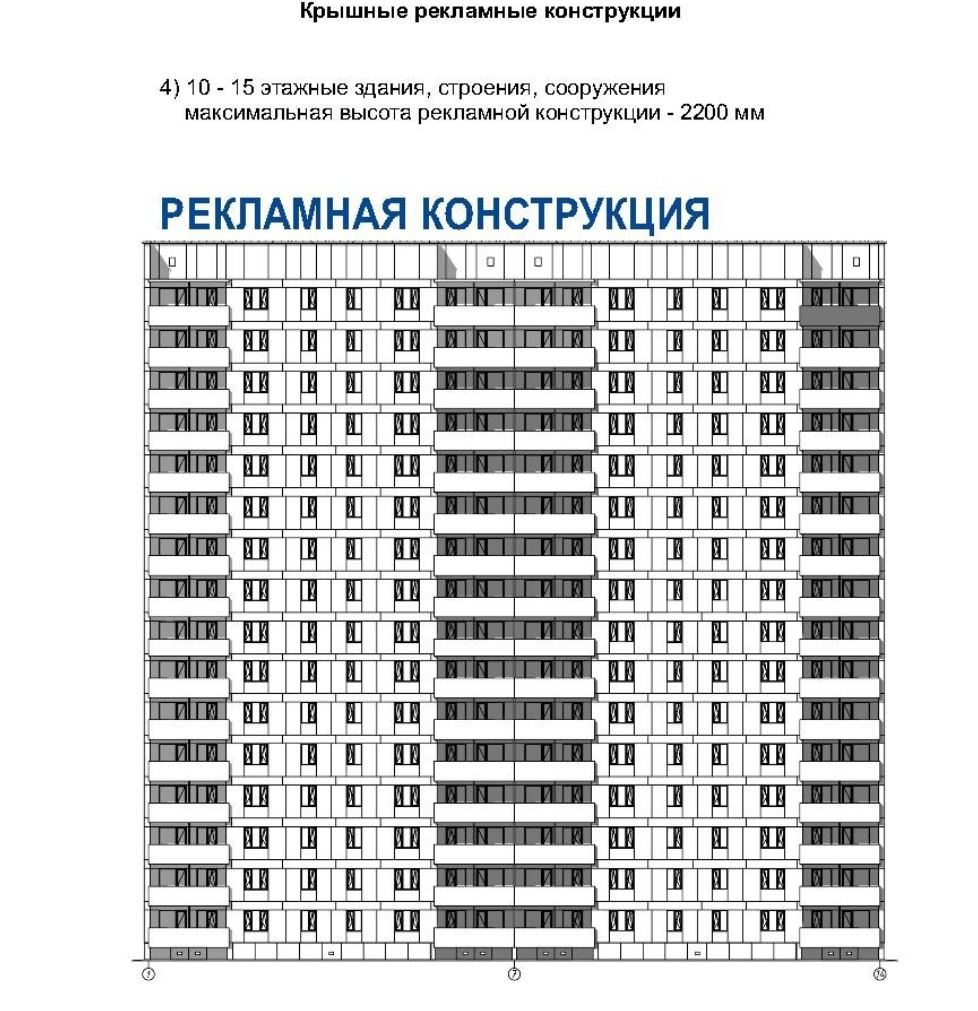 Крышные рекламные конструкции
4) 10 - 15 этажные здания, строения, сооружения
максимальная высота рекламной конструкции - 2200 мм
РЕКЛАМНАЯ КОНСТРУКЦИЯ
1 7 14